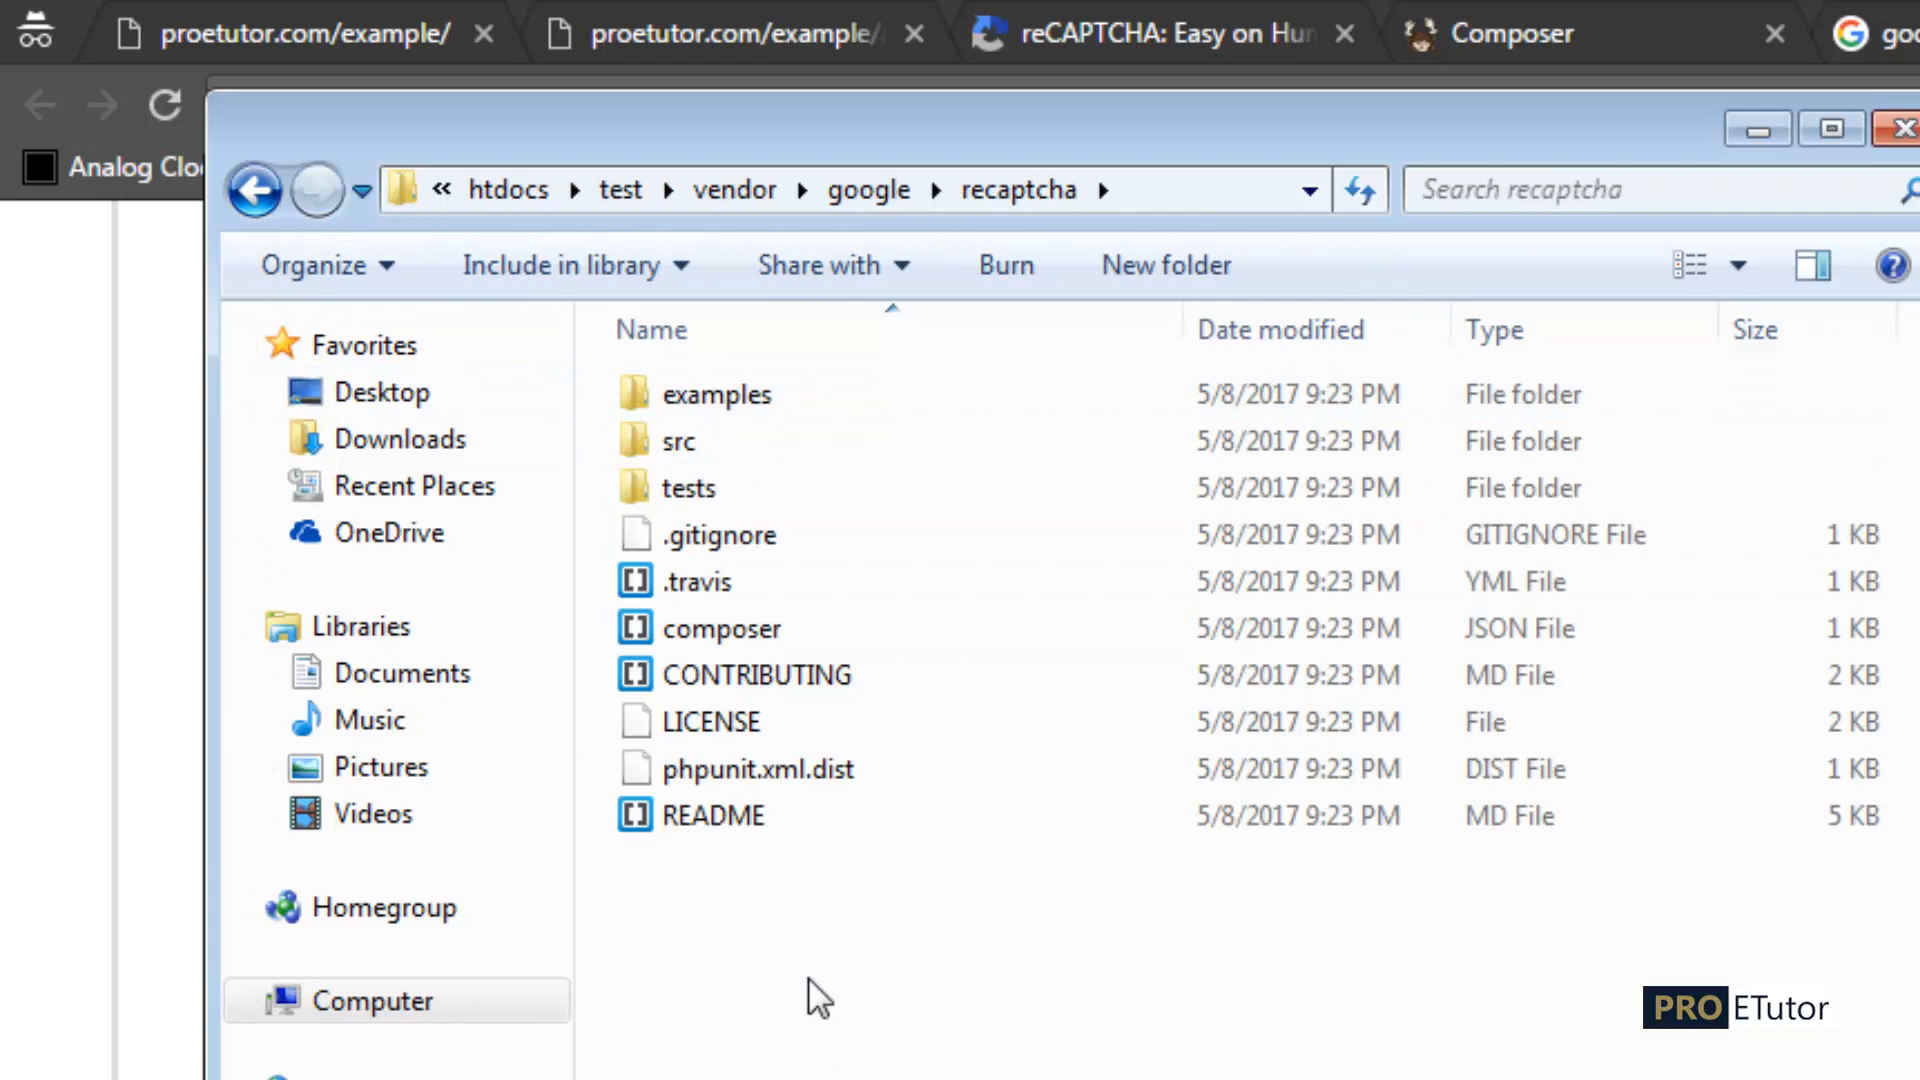 proetutor.com/example/
proetutor.com/example/
reCAPTCHA: Easy on Hu
Composer
Analog Clo
« htdocs test vendor google recaptcha
Search recaptcha
Organize
Include in library
Share with
Burn
New folder
Name
Date modified
Type
Size
Favorites
Desktop
Downloads
Recent Places
OneDrive
Libraries
Documents
Music
Pictures
Videos
Homegroup
Computer
examples 5/8/2017 9:23 PM File folder
src 5/8/2017 9:23 PM File folder
tests 5/8/2017 9:23 PM File folder
.gitignore 5/8/2017 9:23 PM GITIGNORE File 1 KB
.travis 5/8/2017 9:23 PM YML File 1 KB
composer 5/8/2017 9:23 PM JSON File 1 KB
CONTRIBUTING 5/8/2017 9:23 PM MD File 2 KB
LICENSE 5/8/2017 9:23 PM File 2 KB
phpunit.xml.dist 5/8/2017 9:23 PM DIST File 1 KB
README 5/8/2017 9:23 PM MD File 5 KB
PRO ETutor